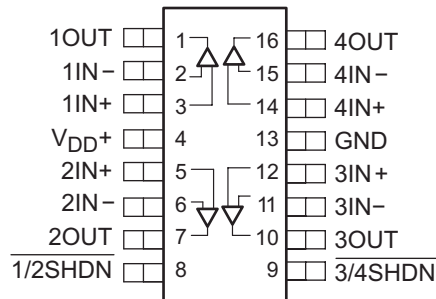 1OUT 1 16 4OUT
1IN− 2 15 4IN−
1IN+ 3 14 4IN+
VDD+ 4 13 GND
2IN+ 5 12 3IN+
2IN− 6 11 3IN−
2OUT 7 10 3OUT
1/2SHDN 8 9 3/4SHDN